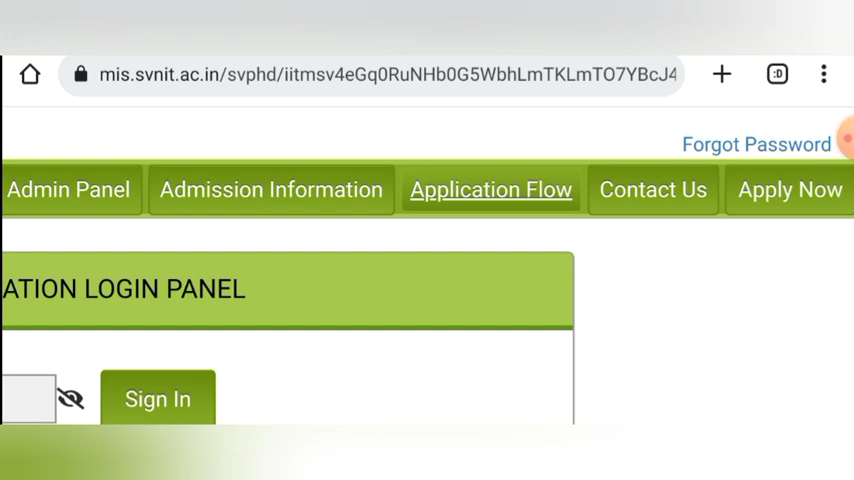 mis.svnit.ac.in/svphd/iitmsv4eGq0RuNHb0G5WbhLmTKLmTO7YBcJ4
:D
Forgot Password
Admin Panel Admission Information Application Flow Contact Us Apply Now
ATION LOGIN PANEL
Sign In